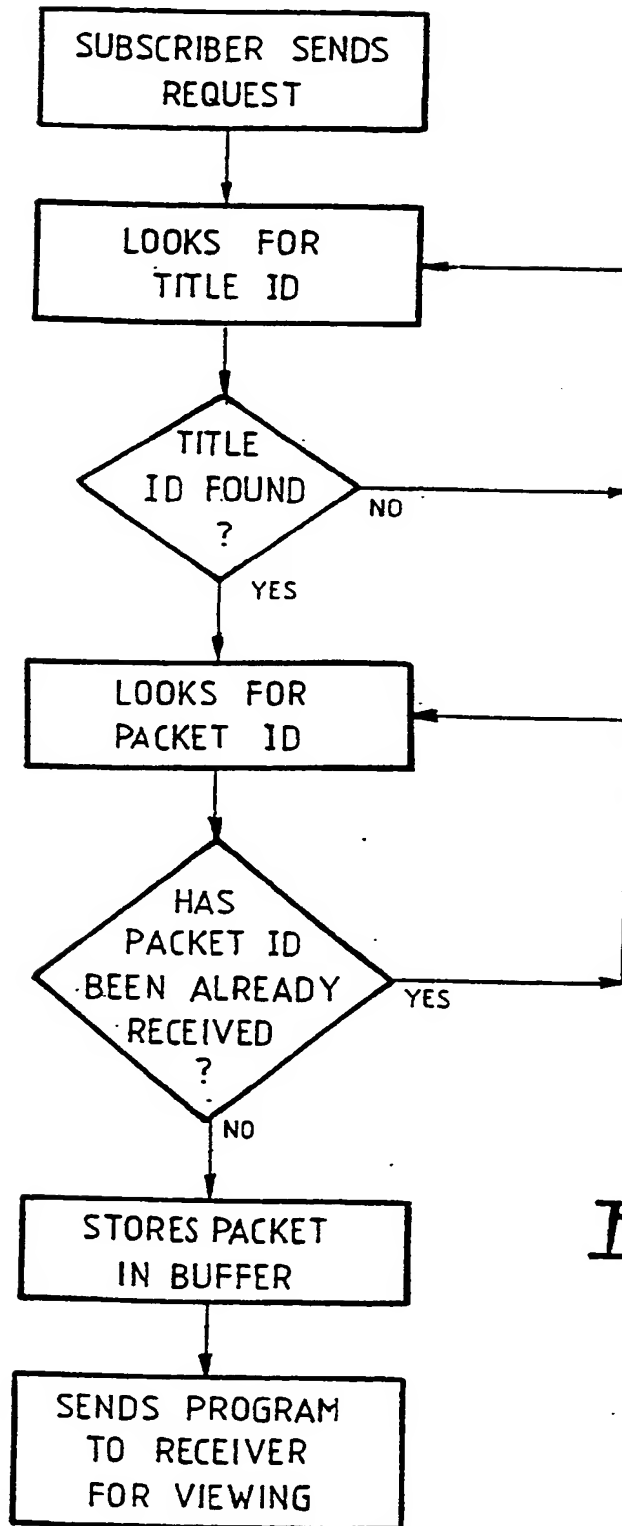 SUBSCRIBER SENDS
REQUEST
LOOKS FOR
TITLE ID
TITLE
ID FOUND
?
NO
YES
LOOKS FOR
PACKET ID
HAS
PACKET ID
BEEN ALREADY
RECEIVED
?
YES
NO
STORES PACKET
IN BUFFER
SENDS PROGRAM
TO RECEIVER
FOR VIEWING